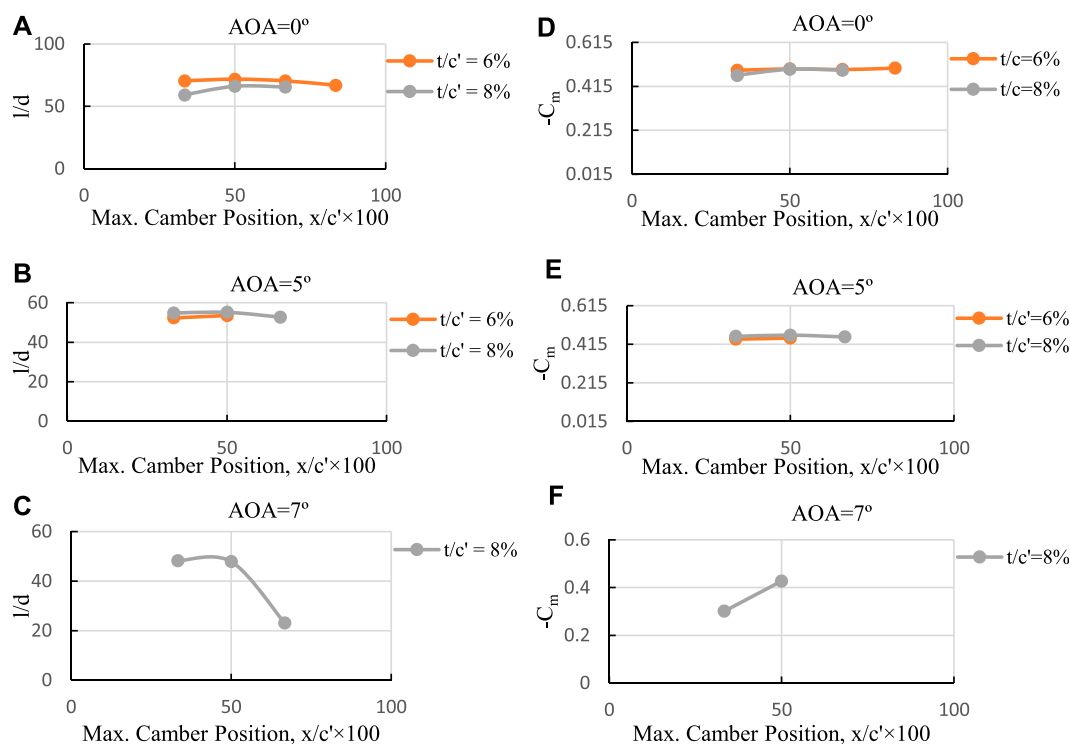 A
AOA=0º
100
50
0
l/d
0
50
100
Max. Camber Position, x/c'×100
t/c' = 6%
t/c' = 8%
B
AOA=5º
60
40
20
0
l/d
0
50
100
Max. Camber Position, x/c'×100
t/c' = 6%
t/c' = 8%
C
AOA=7º
60
40
20
0
l/d
0
50
100
Max. Camber Position, x/c'×100
t/c' = 8%
D
AOA=0º
0.615
0.415
0.215
0.015
-Cm
0
50
100
Max. Camber Position, x/c'×100
t/c=6%
t/c=8%
E
AOA=5º
0.615
0.415
0.215
0.015
-Cm
0
50
100
Max. Camber Position, x/c'×100
t/c'=6%
t/c'=8%
F
AOA=7º
0.6
0.4
0.2
0
-Cm
0
50
100
Max. Camber Position, x/c'×100
t/c'=8%